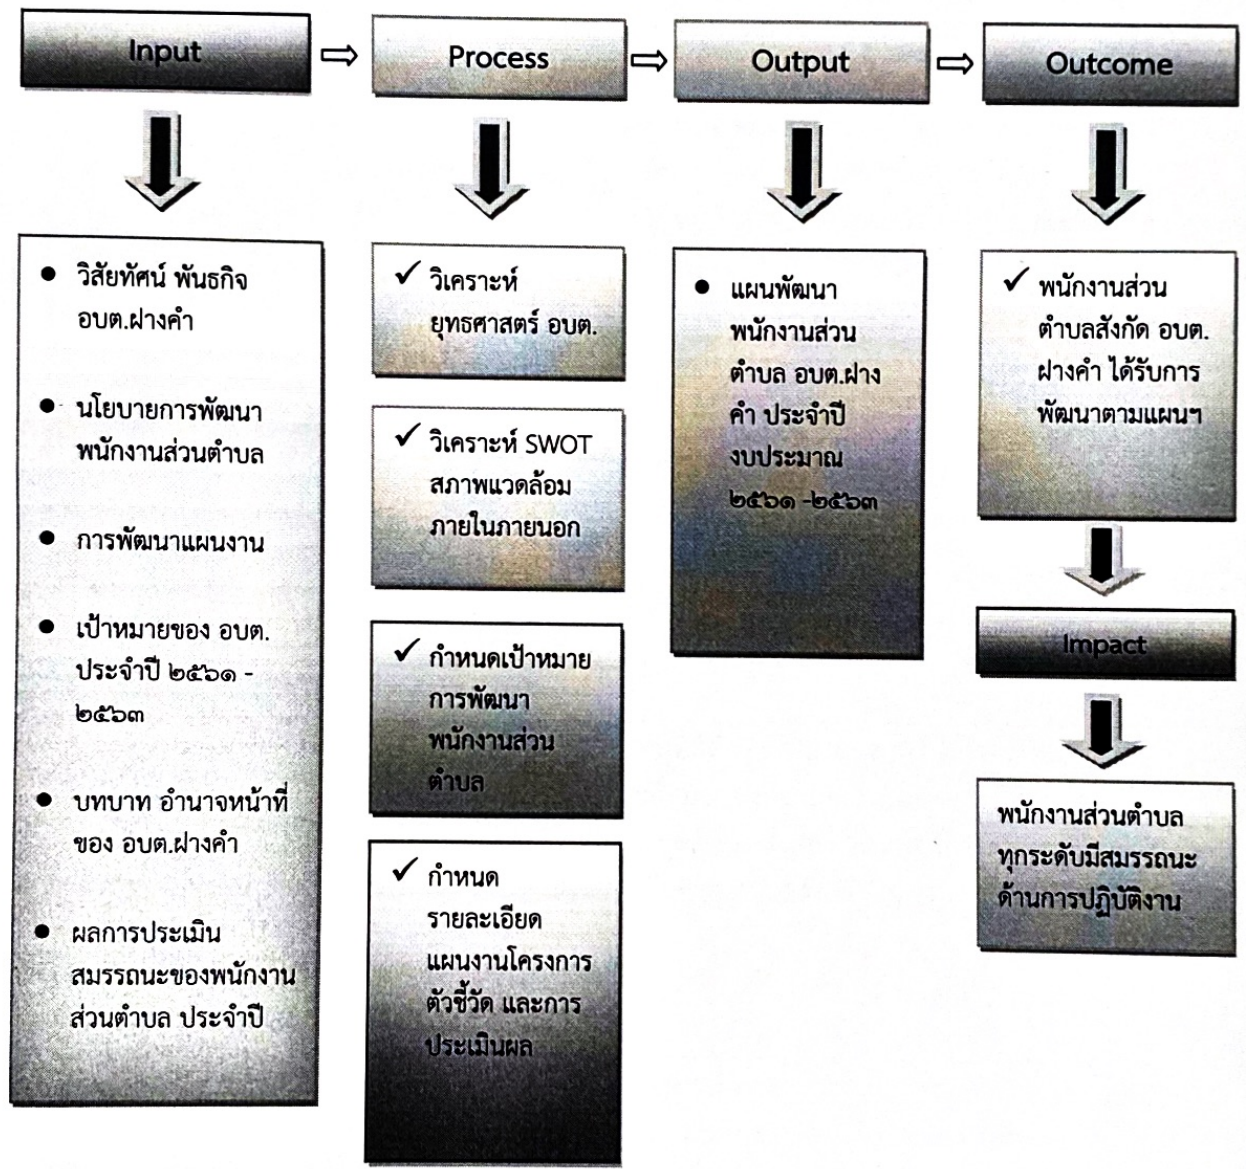 Input
Process
Output
Outcome
วิสัยทัศน์ พันธกิจ
อบต.ฝางคำ
นโยบายการพัฒนา
พนักงานส่วนตำบล
การพัฒนาแผนงาน
เป้าหมายของ อบต.
ประจำปี ๒๕๖๑ -
๒๕๖๓
บทบาท อำนาจหน้าที่
ของ อบต.ฝางคำ
ผลการประเมิน
สมรรถนะของพนักงาน
ส่วนตำบล ประจำปี
วิเคราะห์
ยุทธศาสตร์ อบต.
วิเคราะห์ SWOT
สภาพแวดล้อม
ภายในภายนอก
กำหนดเป้าหมาย
การพัฒนา
พนักงานส่วน
ตำบล
กำหนด
รายละเอียด
แผนงานโครงการ
ตัวชี้วัด และการ
ประเมินผล
แผนพัฒนา
พนักงานส่วน
ตำบล อบต.ฝาง
คำ ประจำปี
งบประมาณ
๒๕๖๑ -๒๕๖๓
พนักงานส่วน
ตำบลสังกัด อบต.
ฝางคำ ได้รับการ
พัฒนาตามแผนฯ
Impact
พนักงานส่วนตำบล
ทุกระดับมีสมรรถนะ
ด้านการปฏิบัติงาน